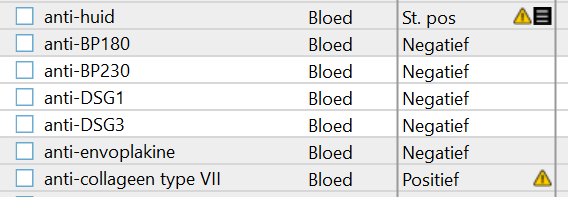 anti-huid Bloed St. pos
anti-BP180 Bloed Negatief
anti-BP230 Bloed Negatief
anti-DSG1 Bloed Negatief
anti-DSG3 Bloed Negatief
anti-envoplakine Bloed Negatief
anti-collageen type VII Bloed Positief